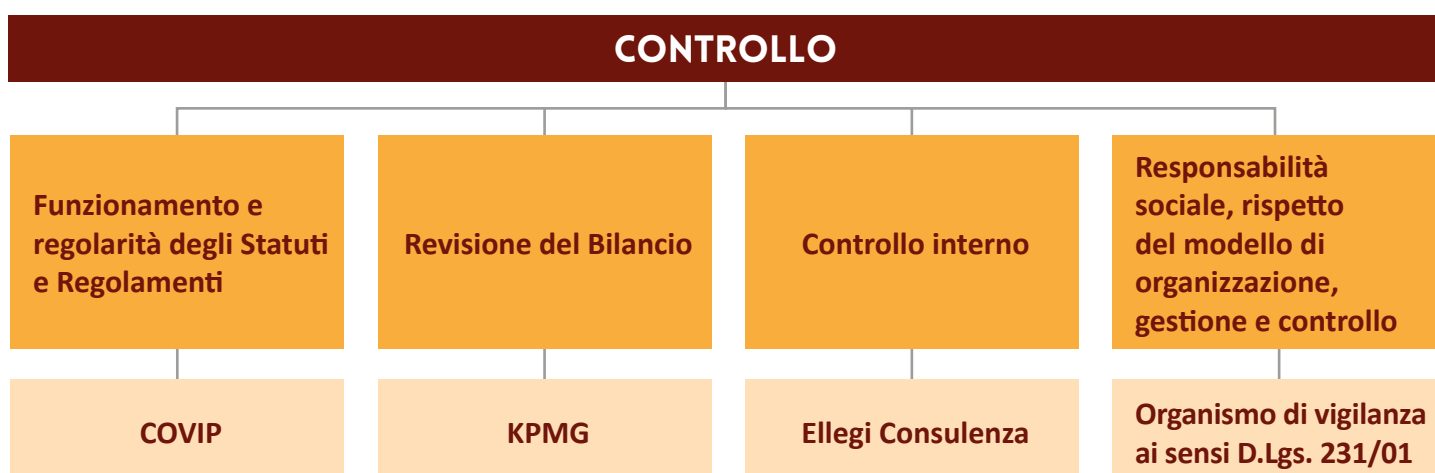 CONTROLLO
Funzionamento e
regolarità degli Statuti
e Regolamenti
Revisione del Bilancio
Controllo interno
Responsabilità
sociale, rispetto
del modello di
organizzazione,
gestione e controllo
COVIP
KPMG
Ellegi Consulenza
Organismo di vigilanza
ai sensi D.Lgs. 231/01